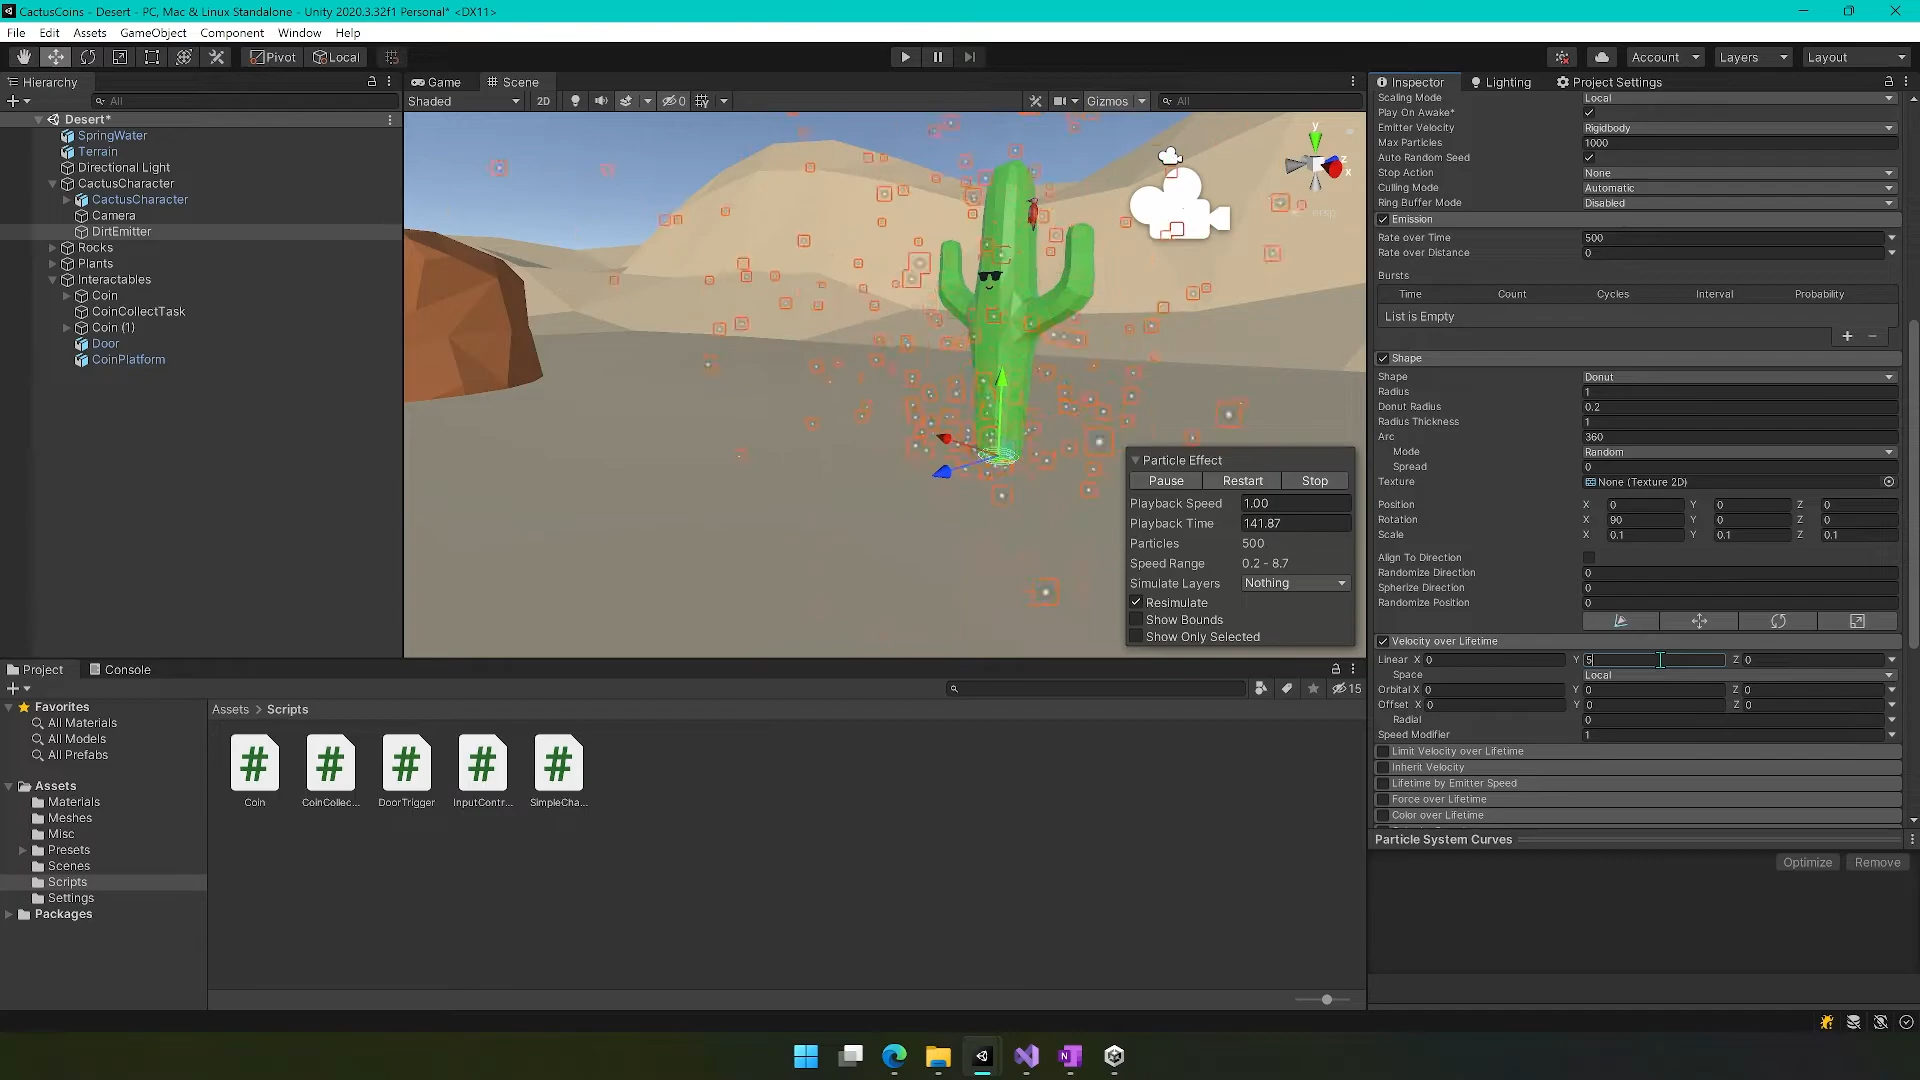 CactusCoins - Desert - PC, Mac & Linux Standalone - Unity 2020.3.32f1 Personal* <DX11>
File Edit Assets GameObject Component Window Help
Pivot Local Account Layers Layout
Hierarchy
All
Desert*
SpringWater
Terrain
Directional Light
CactusCharacter
CactusCharacter
Camera
DirtEmitter
Rocks
Plants
Interactables
Coin
CoinCollectTask
Coin (1)
Door
CoinPlatform
Game Scene
Shaded 2D 0 Gizmos All
y
z
x
Particle Effect
Pause Restart Stop
Playback Speed 1.00
Playback Time 141.87
Particles 500
Speed Range 0.2 - 8.7
Simulate Layers Nothing
Resimulate
Show Bounds
Show Only Selected
Inspector Lighting Project Settings
Scaling Mode Local
Play On Awake*
Emitter Velocity Rigidbody
Max Particles 1000
Auto Random Seed
Stop Action None
Culling Mode Automatic
Ring Buffer Mode Disabled
Emission
Rate over Time 500
Rate over Distance 0
Bursts
Time Count Cycles Interval Probability
List is Empty
Shape
Shape Donut
Radius 1
Donut Radius 0.2
Radius Thickness 1
Arc 360
Mode Random
Spread 0
Texture None (Texture 2D)
Position X 0 Y 0 Z 0
Rotation X 90 Y 0 Z 0
Scale X 0.1 Y 0.1 Z 0.1
Align To Direction
Randomize Direction 0
Spherize Direction 0
Randomize Position 0
Velocity over Lifetime
Linear X 0 Y 5 Z 0
Space Local
Orbital X 0 Y 0 Z 0
Offset X 0 Y 0 Z 0
Radial 0
Speed Modifier 1
Limit Velocity over Lifetime
Inherit Velocity
Lifetime by Emitter Speed
Force over Lifetime
Color over Lifetime
Particle System Curves
Optimize Remove
Project Console
15
Favorites
All Materials
All Models
All Prefabs
Assets
Materials
Meshes
Misc
Presets
Scenes
Scripts
Settings
Packages
Assets > Scripts
Coin CoinCollec... DoorTrigger InputContr... SimpleCha...